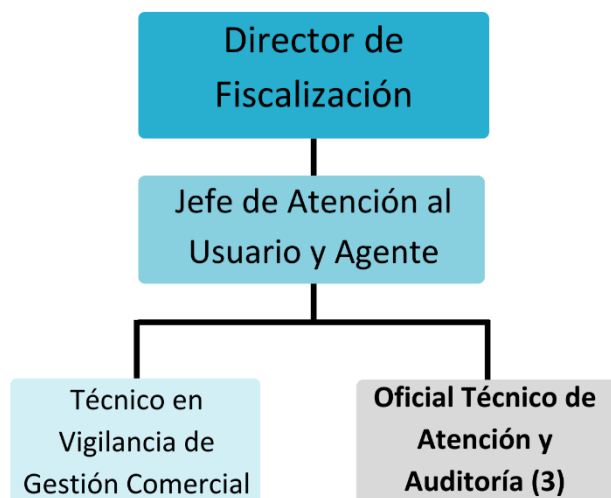 Director de
Fiscalización
Jefe de Atención al
Usuario y Agente
Técnico en
Vigilancia de
Gestión Comercial
Oficial Técnico de
Atención y
Auditoría (3)